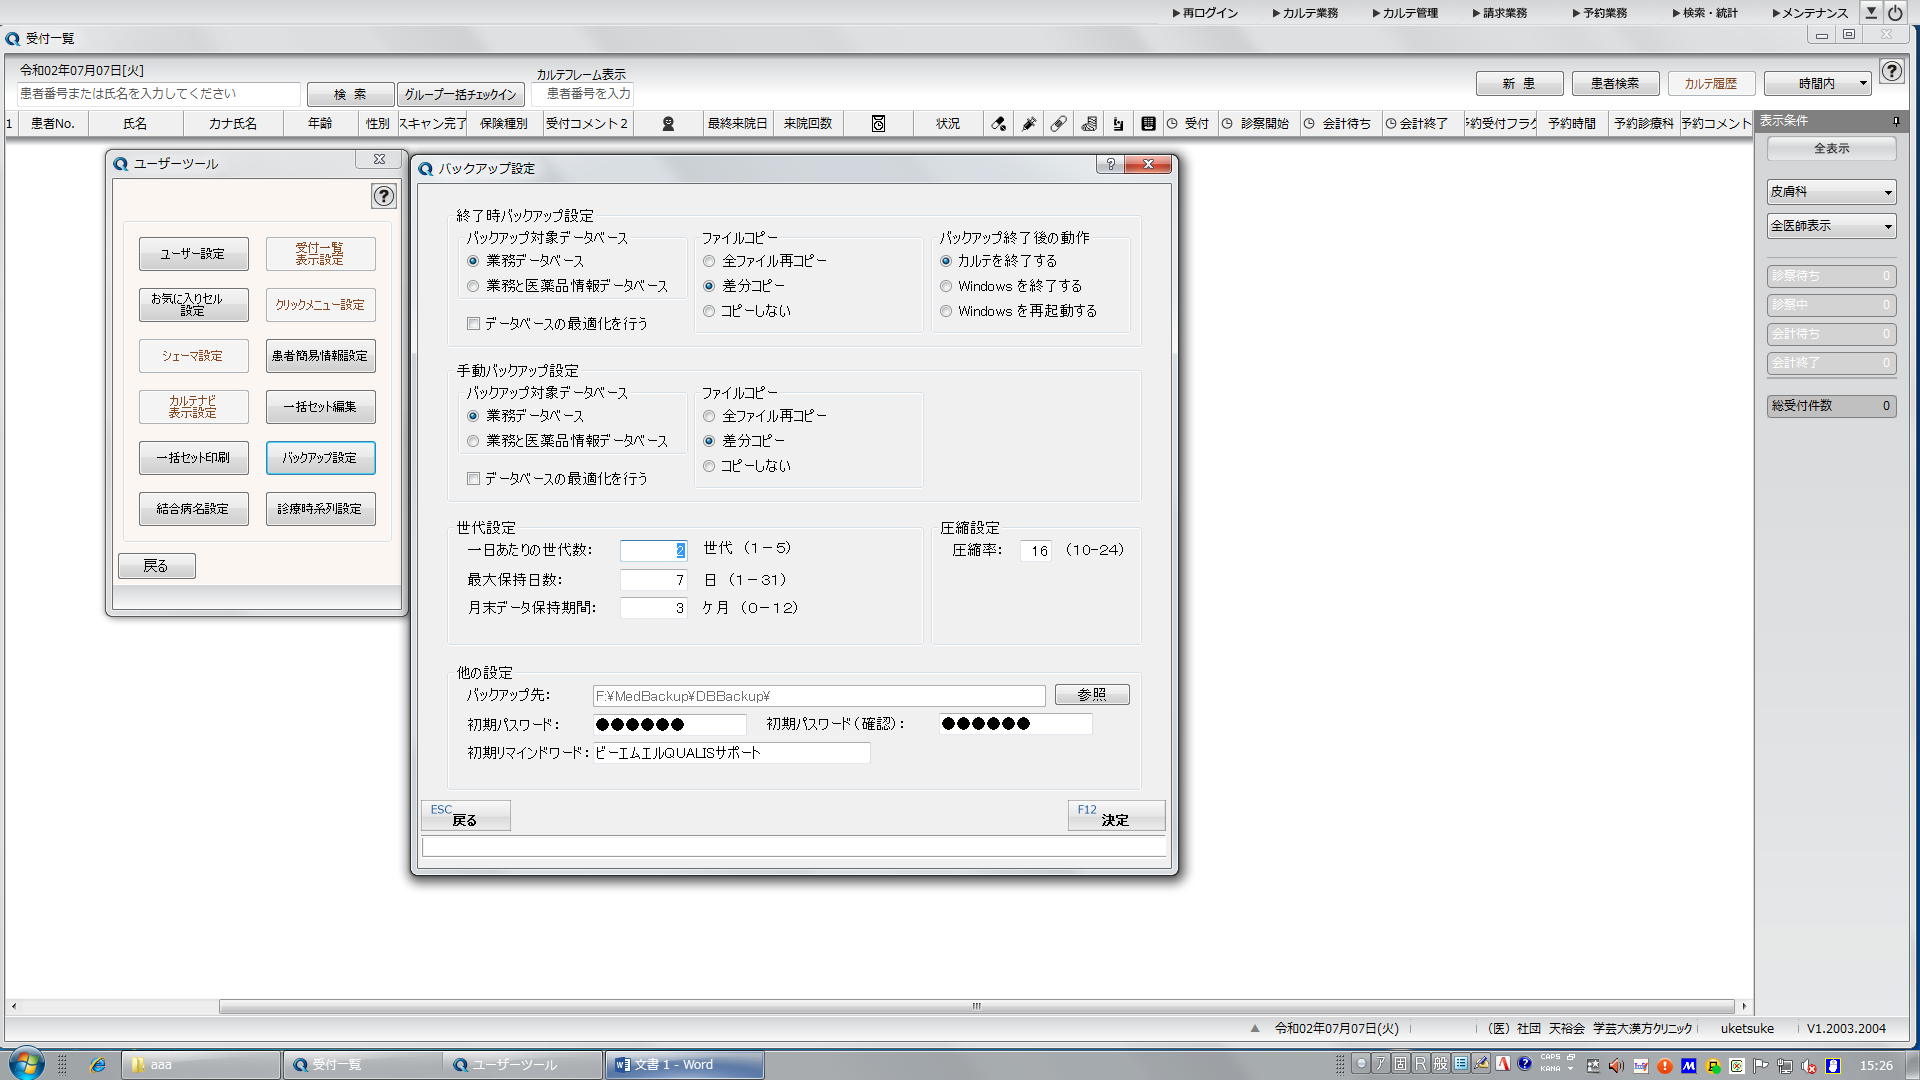 ▶再ログイン ▶カルテ業務 ▶カルテ管理 ▶請求業務 ▶予約業務 ▶検索・統計 ▶メンテナンス
受付一覧
令和02年07月07日[火]
患者番号または氏名を入力してください
検 索
グループ一括チェックイン
カルテフレーム表示
患者番号を入力
新 患
患者検索
カルテ履歴
時間内
1 患者No. 氏名 カナ氏名 年齢 性別 スキャン完了 保険種別 受付コメント2 最終来院日 来院回数 状況 受付 診察開始 会計待ち 会計終了 予約受付フラグ 予約時間 予約診療科 予約コメント
表示条件
全表示
皮膚科
全医師表示
診察待ち 0
診察中 0
会計待ち 0
会計終了 0
総受付件数 0
ユーザーツール
ユーザー設定
受付一覧
表示設定
お気に入りセル
設定
クリックメニュー設定
シェーマ設定
患者簡易情報設定
カルテナビ
表示設定
一括セット編集
一括セット印刷
バックアップ設定
結合病名設定
診療時系列設定
戻る
バックアップ設定
終了時バックアップ設定
バックアップ対象データベース
業務データベース
業務と医薬品情報データベース
データベースの最適化を行う
ファイルコピー
全ファイル再コピー
差分コピー
コピーしない
バックアップ終了後の動作
カルテを終了する
Windows を終了する
Windows を再起動する
手動バックアップ設定
バックアップ対象データベース
業務データベース
業務と医薬品情報データベース
データベースの最適化を行う
ファイルコピー
全ファイル再コピー
差分コピー
コピーしない
世代設定
一日あたりの世代数: 2 世代 (1-5)
最大保持日数: 7 日 (1-31)
月末データ保持期間: 3 ケ月 (0-12)
圧縮設定
圧縮率: 16 (10-24)
他の設定
バックアップ先: F:¥MedBackup¥DBBackup¥ 参照
初期パスワード: ●●●●●● 初期パスワード(確認): ●●●●●●
初期リマインドワード: ビーエムエルQUALISサポート
ESC
戻る
F12
決定
令和02年07月07日(火) (医)社団 天裕会 学芸大漢方クリニック uketsuke V1.2003.2004
aaa
受付一覧
ユーザーツール
文書 1 - Word
ア 固 R 般
CAPS
KANA
15:26